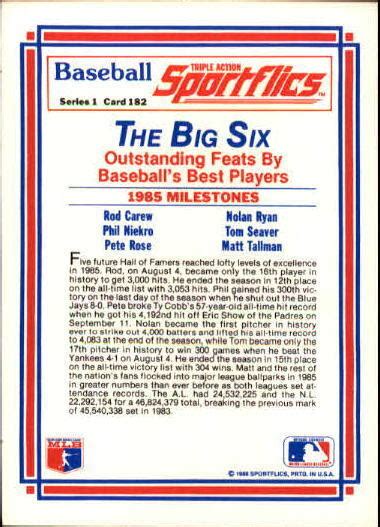 Baseball
TRIPLE ACTION
Sportflics™
Series 1 Card 182
THE BIG SIX
Outstanding Feats By
Baseball's Best Players
1985 MILESTONES
Rod Carew Nolan Ryan
Phil Niekro Tom Seaver
Pete Rose Matt Tallman
Five future Hall of Famers reached lofty levels of excellence
in 1985. Rod, on August 4, became only the 16th player in
history to get 3,000 hits. He ended the season in 12th place
on the all-time list with 3,053 hits. Phil gained his 300th victory
on the last day of the season when he shut out the Blue
Jays 8-0. Pete broke Ty Cobb's 57-year-old all-time hit record
when he got his 4,192nd hit off Eric Show of the Padres on
September 11. Nolan became the first pitcher in history
ever to strike out 4,000 batters and lifted his all-time record
to 4,083 at the end of the season, while Tom became only the
17th pitcher in history to win 300 games when he beat the
Yankees 4-1 on August 4. He ended the season in 15th place
on the all-time victory list with 304 wins. Matt and the rest of
the nation's fans flocked into major league ballparks in 1985
in greater numbers than ever before as both leagues set at-
tendance records. The A.L. had 24,532,225 and the N.L.
22,292,154 for a 46,824,379 total, breaking the previous mark
of 45,540,338 set in 1983.
MLB
© 1986 SPORTFLICS, PRTD. IN U.S.A.